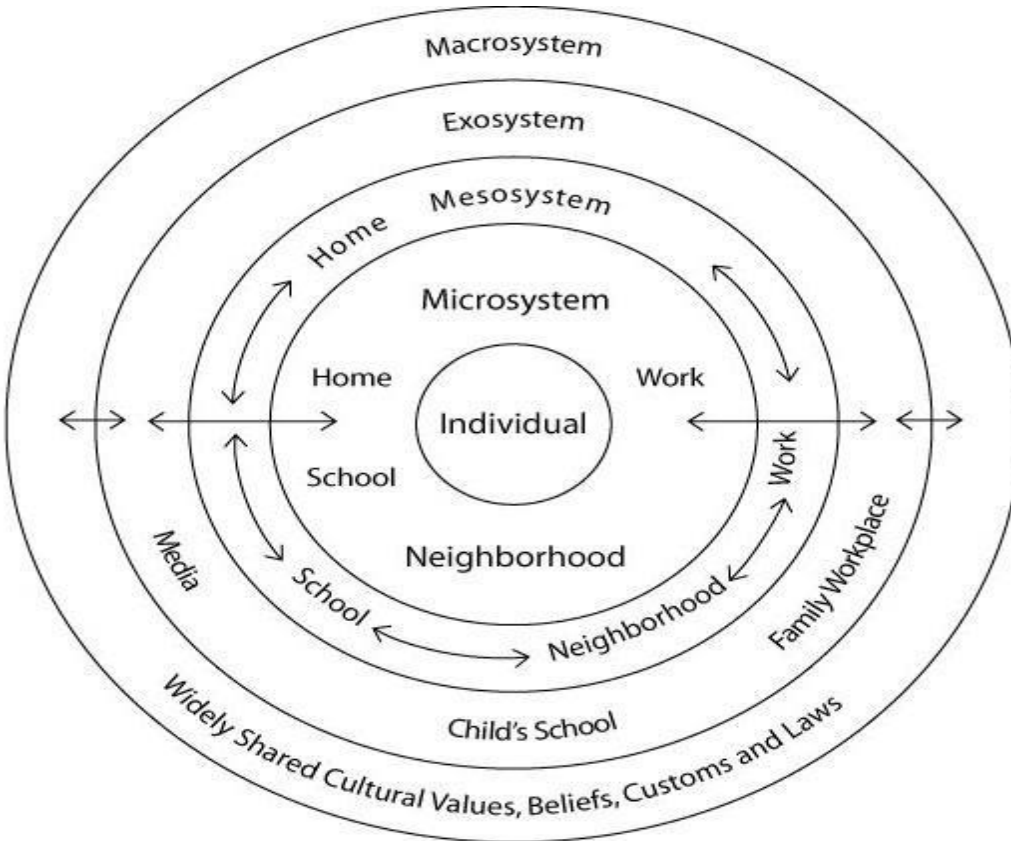 Macrosystem
Exosystem
Mesosystem
Home
Microsystem
Home
Work
Individual
School
Work
Neighborhood
Media
School
Neighborhood
Family Workplace
Child's School
Widely Shared Cultural Values, Beliefs, Customs and Laws